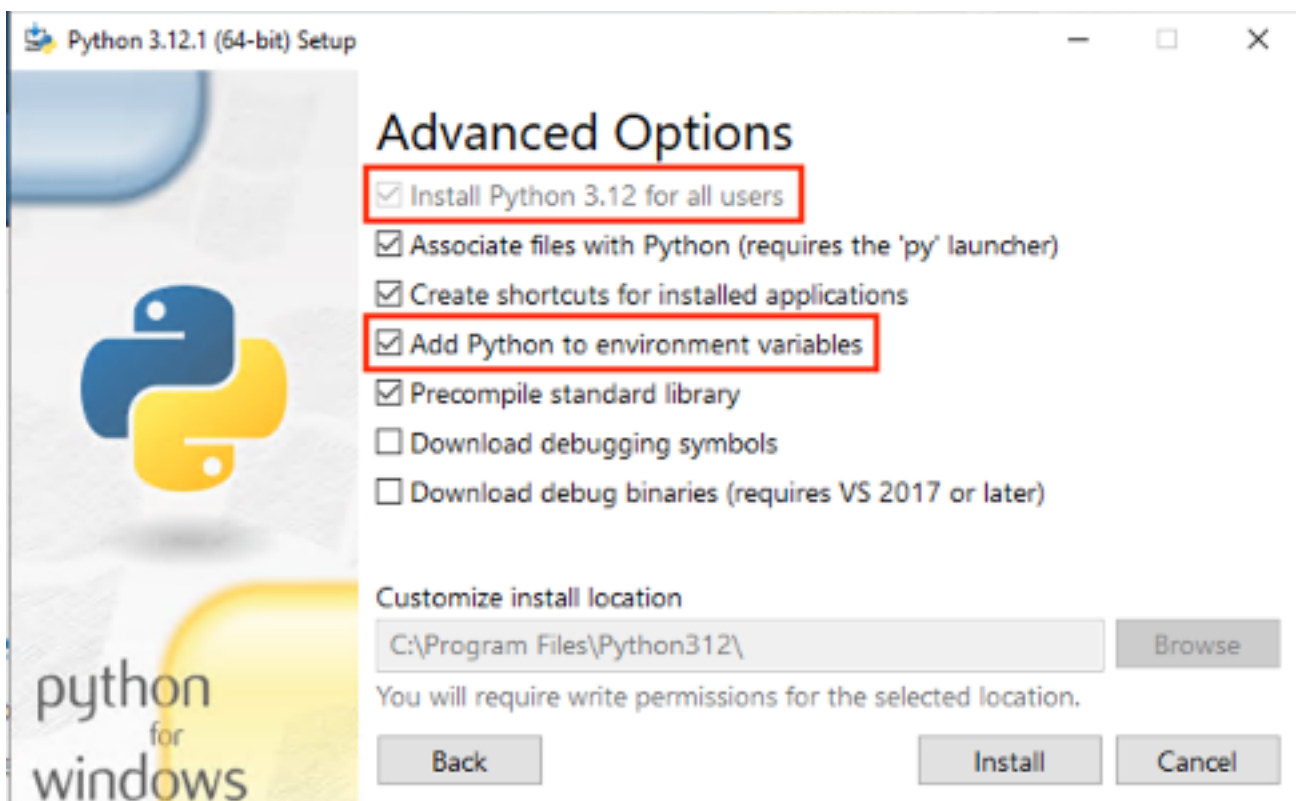 Python 3.12.1 (64-bit) Setup
Advanced Options
Install Python 3.12 for all users
Associate files with Python (requires the 'py' launcher)
Create shortcuts for installed applications
Add Python to environment variables
Precompile standard library
Download debugging symbols
Download debug binaries (requires VS 2017 or later)
Customize install location
C:\Program Files\Python312\
Browse
You will require write permissions for the selected location.
python
for
windows
Back
Install
Cancel